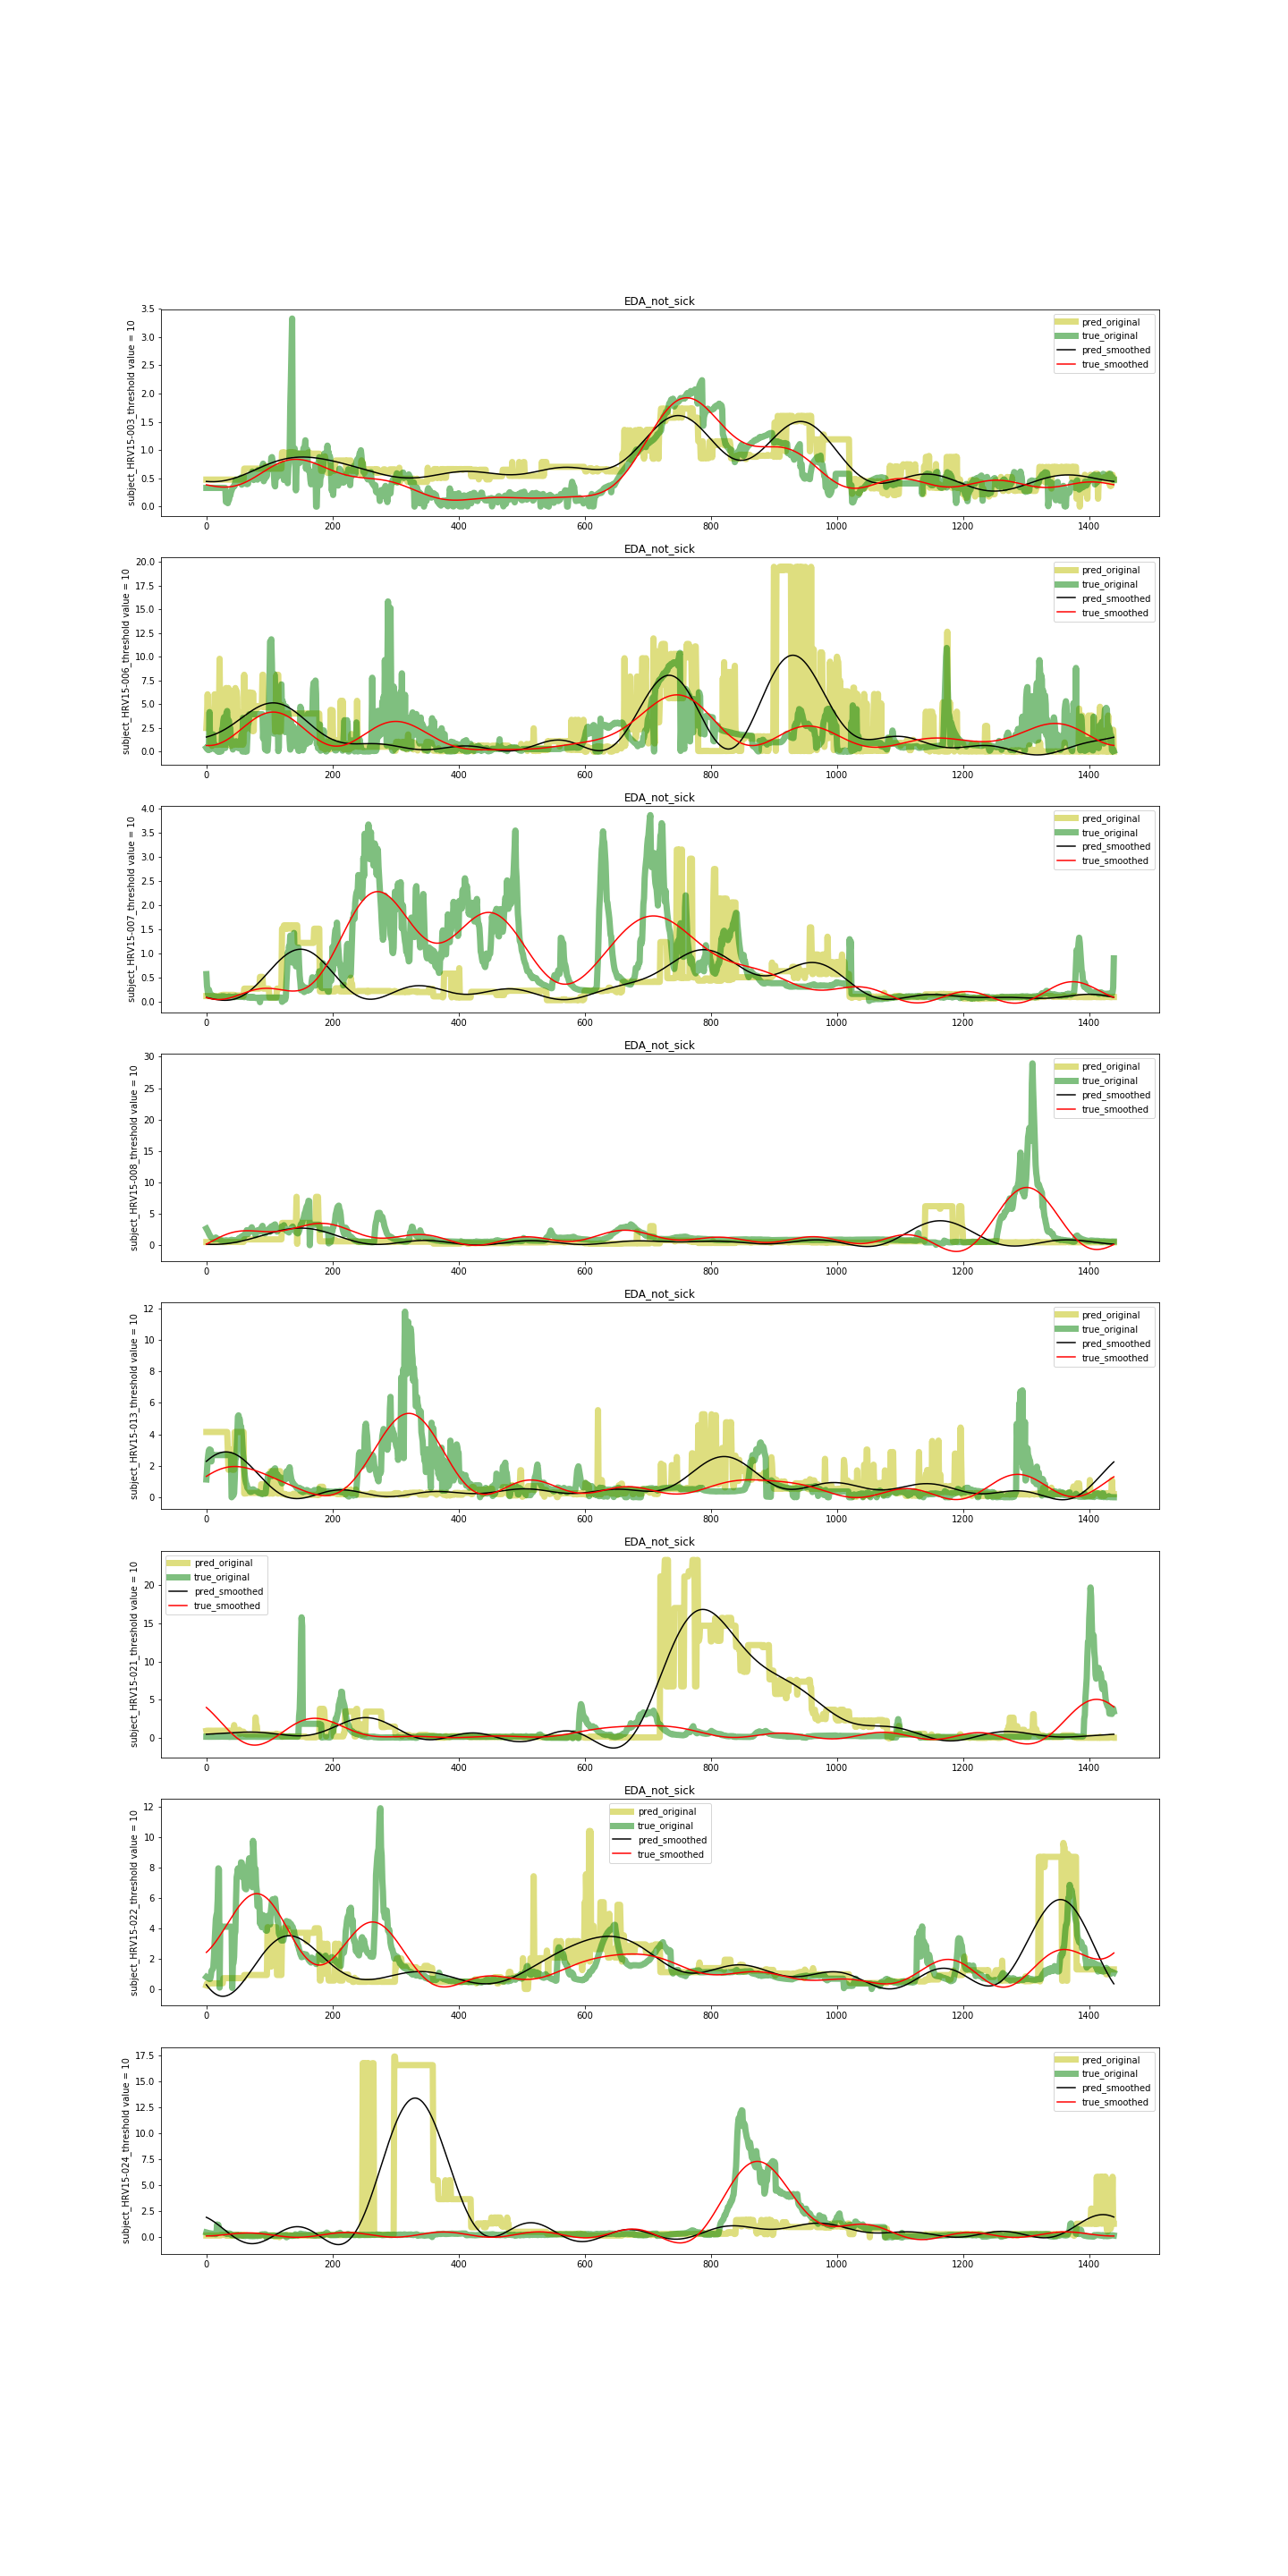 EDA_not_sick
subject_HRV15-003_threshold value = 10
3.5
3.0
2.5
2.0
1.5
1.0
0.5
0.0
pred_original
true_original
pred_smoothed
true_smoothed
0 200 400 600 800 1000 1200 1400
EDA_not_sick
subject_HRV15-006_threshold value = 10
20.0
17.5
15.0
12.5
10.0
7.5
5.0
2.5
0.0
pred_original
true_original
pred_smoothed
true_smoothed
0 200 400 600 800 1000 1200 1400
EDA_not_sick
subject_HRV15-007_threshold value = 10
4.0
3.5
3.0
2.5
2.0
1.5
1.0
0.5
0.0
pred_original
true_original
pred_smoothed
true_smoothed
0 200 400 600 800 1000 1200 1400
EDA_not_sick
subject_HRV15-008_threshold value = 10
30
25
20
15
10
5
0
pred_original
true_original
pred_smoothed
true_smoothed
0 200 400 600 800 1000 1200 1400
EDA_not_sick
subject_HRV15-013_threshold value = 10
12
10
8
6
4
2
0
pred_original
true_original
pred_smoothed
true_smoothed
0 200 400 600 800 1000 1200 1400
EDA_not_sick
subject_HRV15-021_threshold value = 10
20
15
10
5
0
pred_original
true_original
pred_smoothed
true_smoothed
0 200 400 600 800 1000 1200 1400
EDA_not_sick
subject_HRV15-022_threshold value = 10
12
10
8
6
4
2
0
pred_original
true_original
pred_smoothed
true_smoothed
0 200 400 600 800 1000 1200 1400
subject_HRV15-024_threshold value = 10
17.5
15.0
12.5
10.0
7.5
5.0
2.5
0.0
pred_original
true_original
pred_smoothed
true_smoothed
0 200 400 600 800 1000 1200 1400